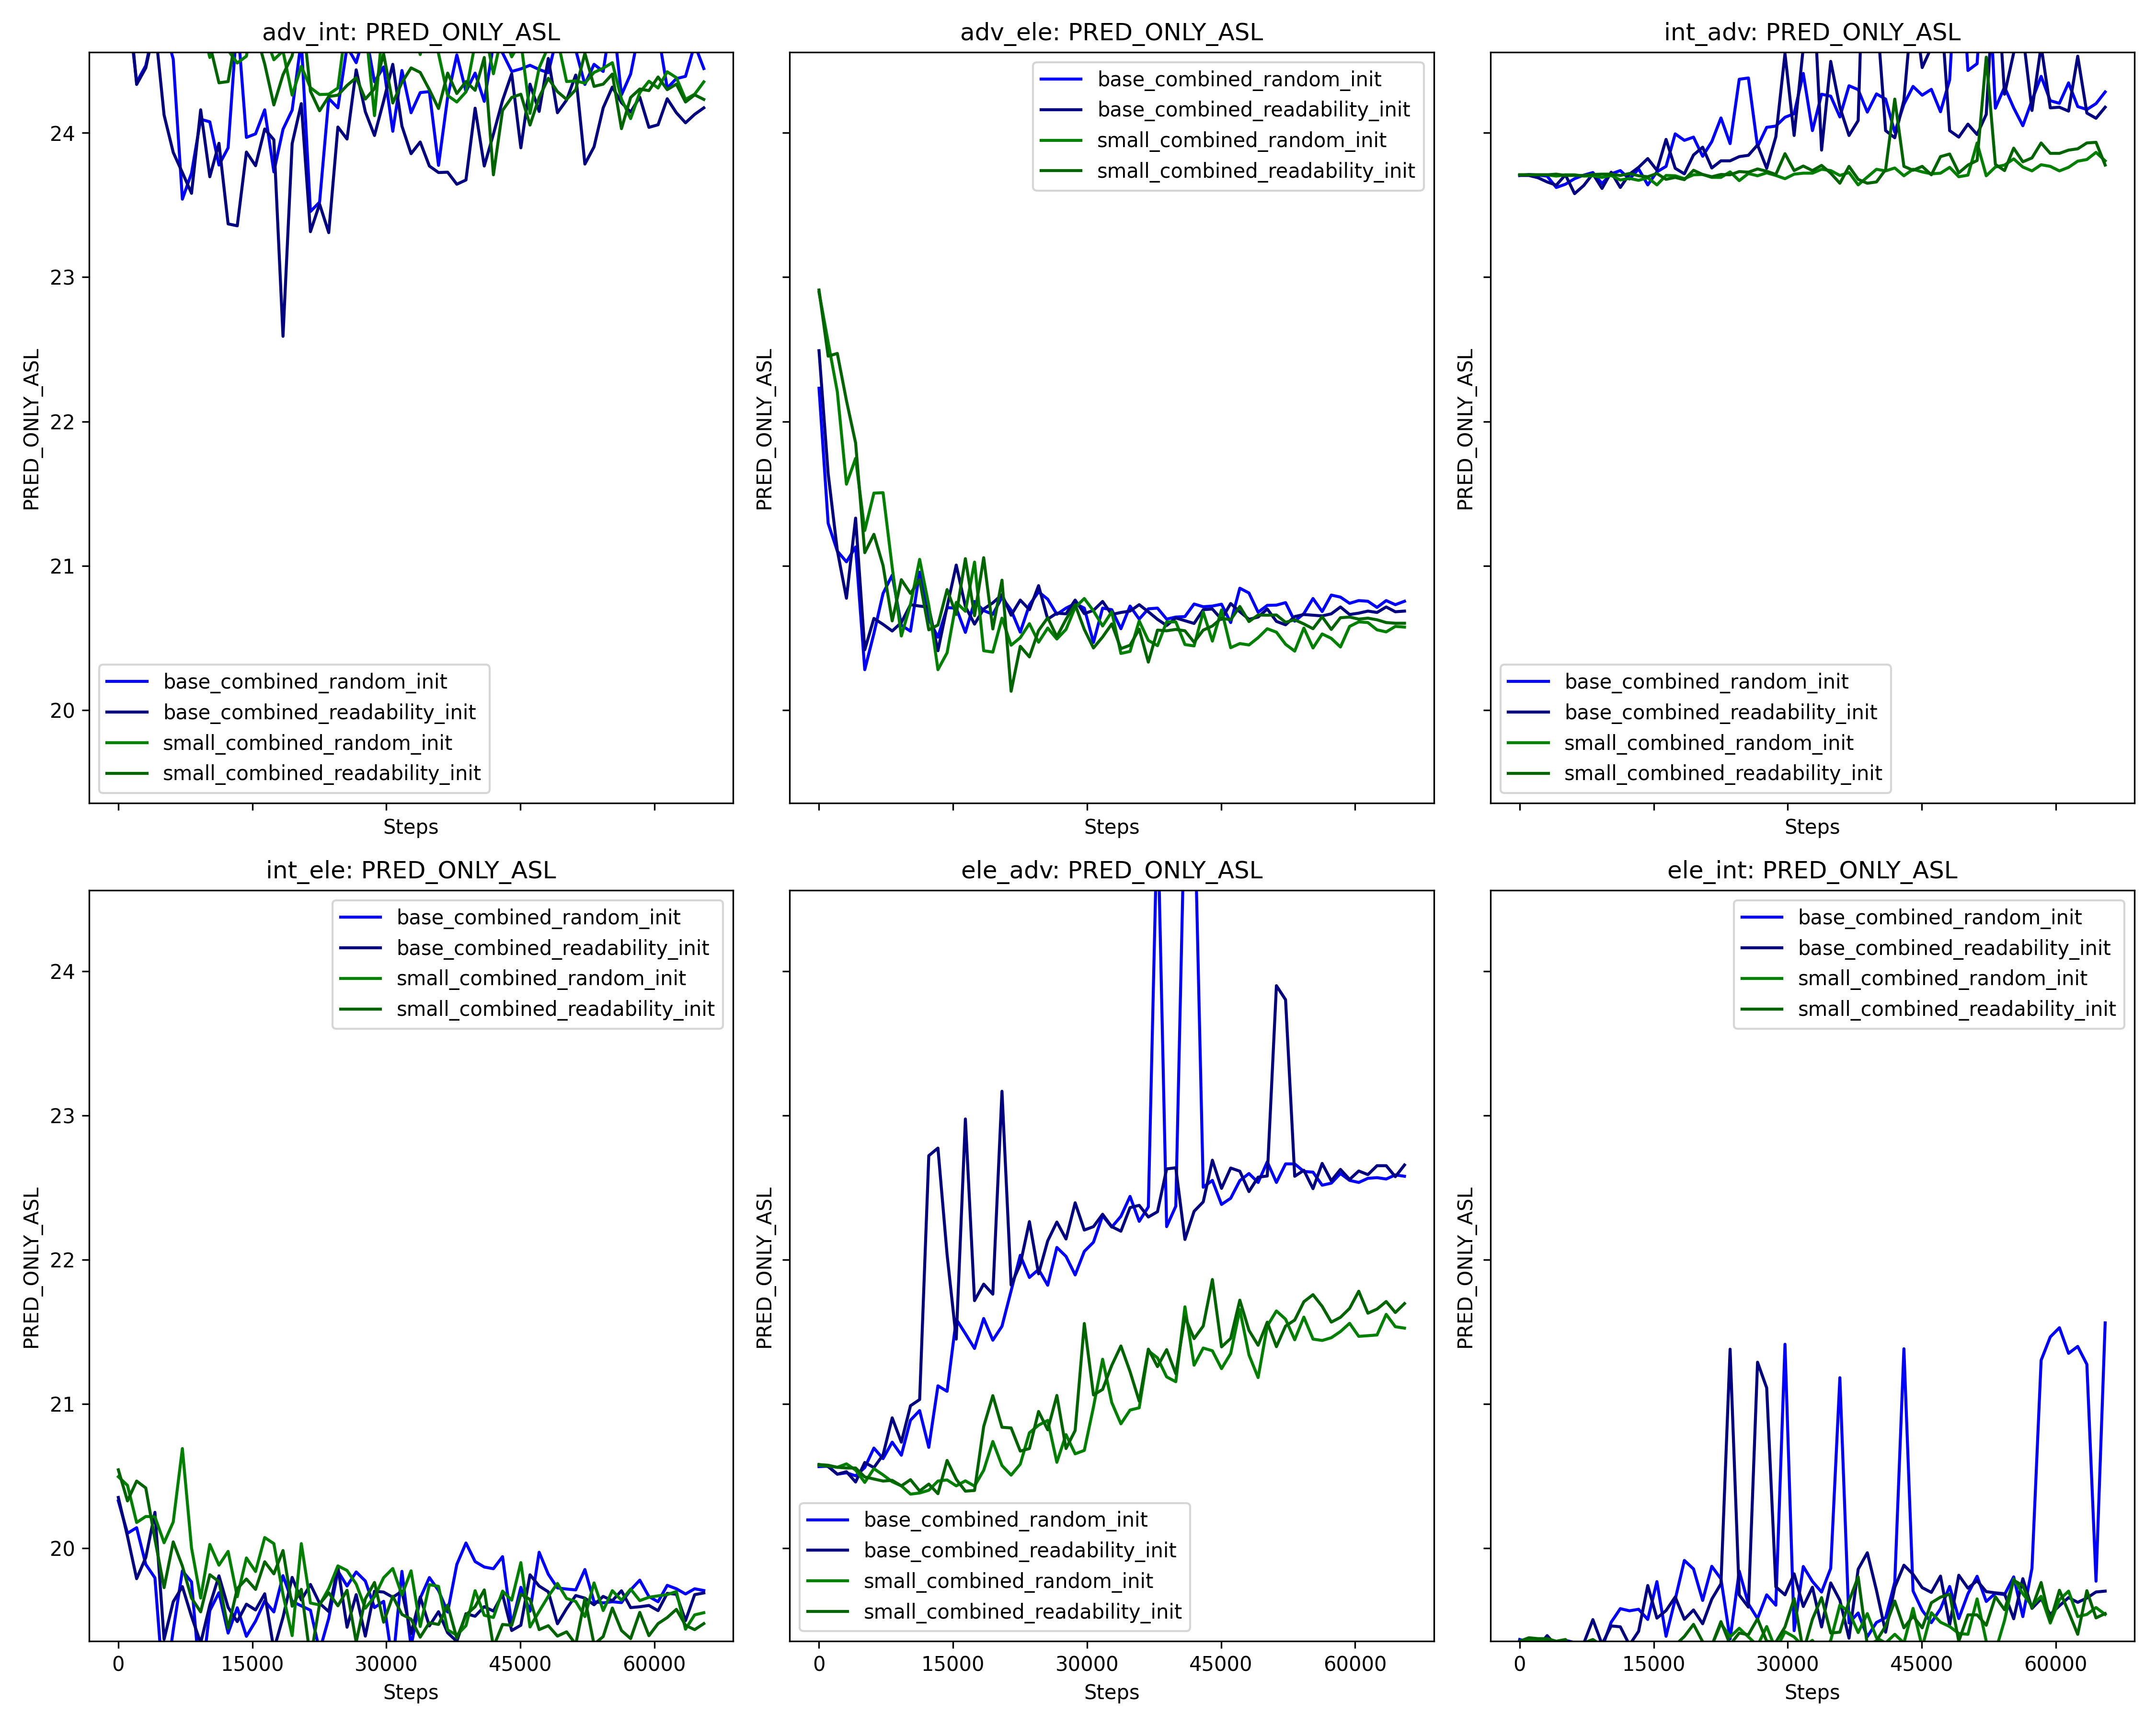 adv_int: PRED_ONLY_ASL
PRED_ONLY_ASL
24
23
22
21
20
base_combined_random_init
base_combined_readability_init
small_combined_random_init
small_combined_readability_init
Steps
adv_ele: PRED_ONLY_ASL
PRED_ONLY_ASL
base_combined_random_init
base_combined_readability_init
small_combined_random_init
small_combined_readability_init
Steps
int_adv: PRED_ONLY_ASL
PRED_ONLY_ASL
base_combined_random_init
base_combined_readability_init
small_combined_random_init
small_combined_readability_init
Steps
int_ele: PRED_ONLY_ASL
PRED_ONLY_ASL
24
23
22
21
20
base_combined_random_init
base_combined_readability_init
small_combined_random_init
small_combined_readability_init
0 15000 30000 45000 60000
Steps
ele_adv: PRED_ONLY_ASL
PRED_ONLY_ASL
base_combined_random_init
base_combined_readability_init
small_combined_random_init
small_combined_readability_init
0 15000 30000 45000 60000
Steps
ele_int: PRED_ONLY_ASL
PRED_ONLY_ASL
base_combined_random_init
base_combined_readability_init
small_combined_random_init
small_combined_readability_init
0 15000 30000 45000 60000
Steps